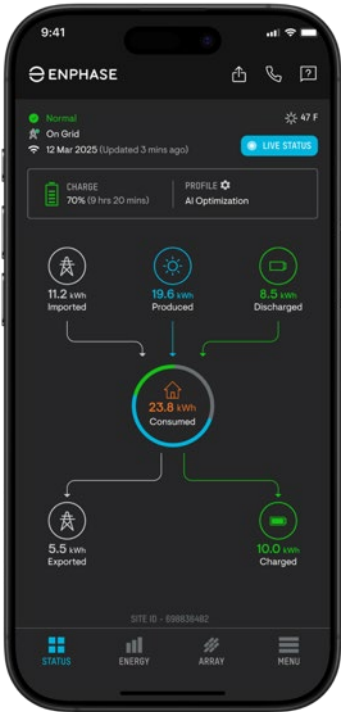 9:41
ENPHASE
Normal
47 F
On Grid
12 Mar 2025 (Updated 3 mins ago)
LIVE STATUS
CHARGE
70% (9 hrs 20 mins)
PROFILE
AI Optimization
11.2 kWh
Imported
19.6 kWh
Produced
8.5 kWh
Discharged
23.8 kWh
Consumed
5.5 kWh
Exported
10.0 kWh
Charged
SITE ID - 698836482
STATUS
ENERGY
ARRAY
MENU